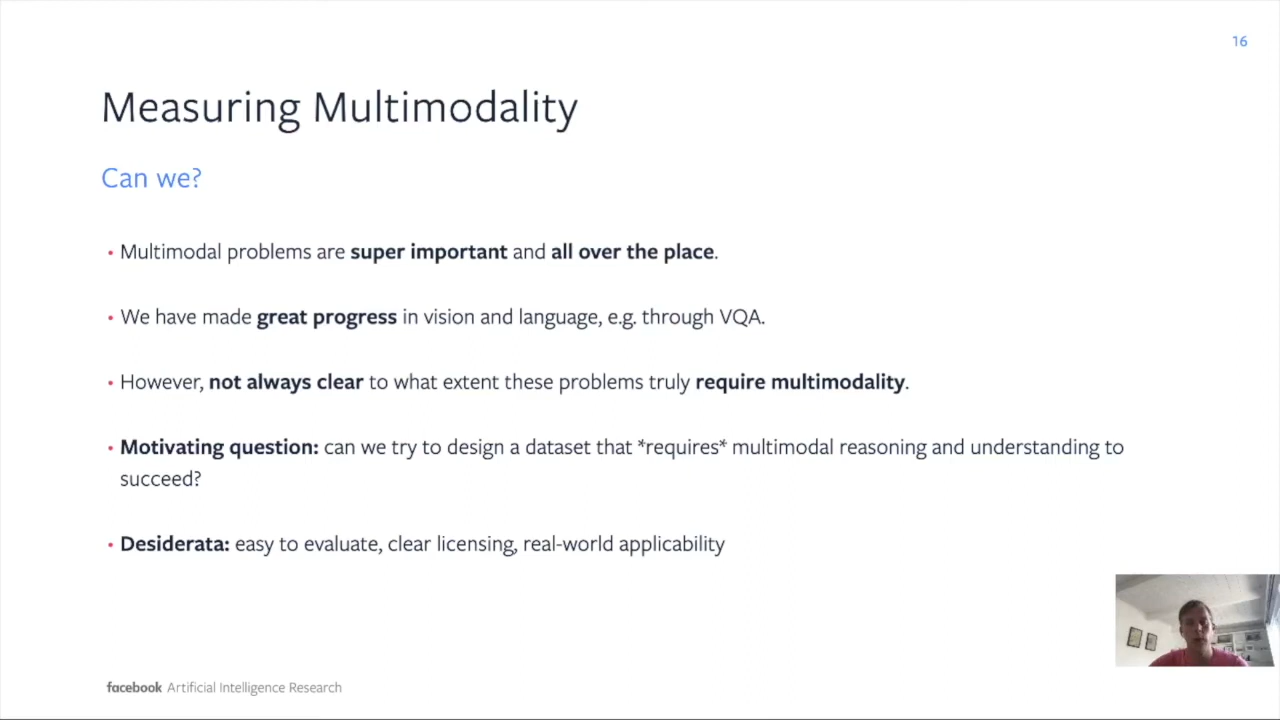 16
Measuring Multimodality
Can we?
• Multimodal problems are super important and all over the place.
• We have made great progress in vision and language, e.g. through VQA.
• However, not always clear to what extent these problems truly require multimodality.
• Motivating question: can we try to design a dataset that *requires* multimodal reasoning and understanding to
succeed?
• Desiderata: easy to evaluate, clear licensing, real-world applicability
facebook Artificial Intelligence Research